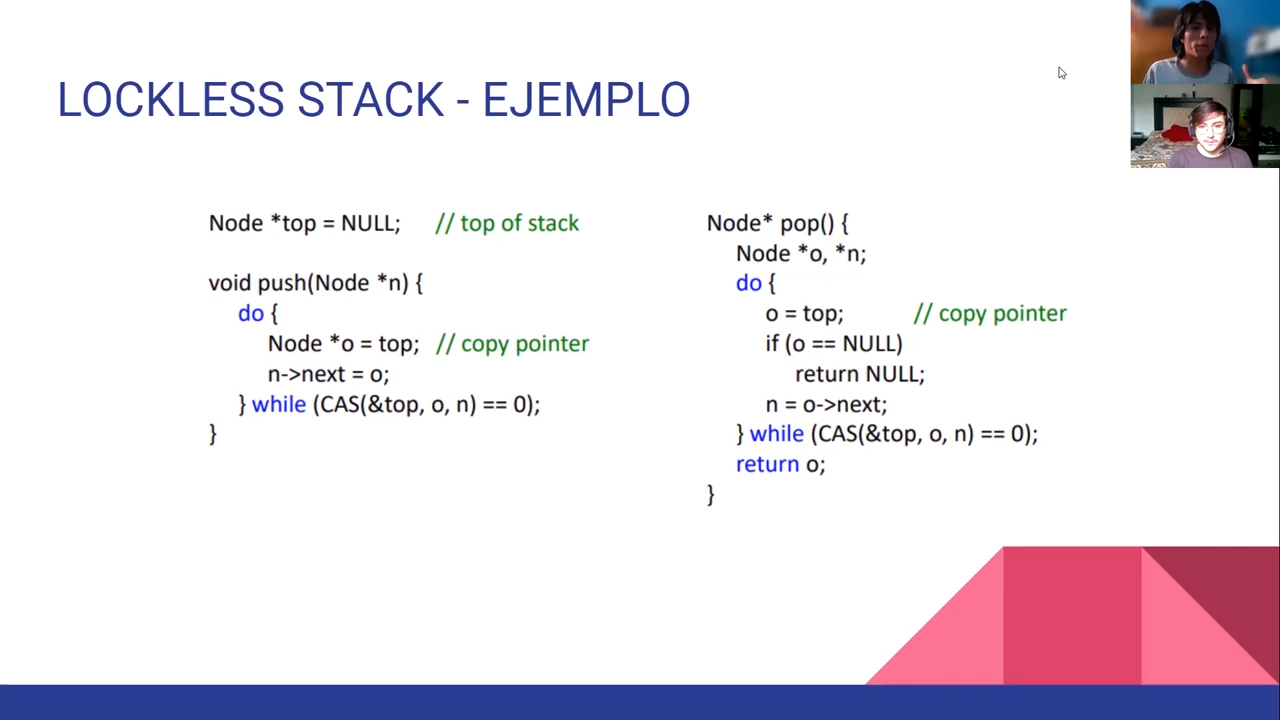 LOCKLESS STACK - EJEMPLO
Node *top = NULL; // top of stack
void push(Node *n) {
do {
Node *o = top; // copy pointer
n->next = o;
} while (CAS(&top, o, n) == 0);
}
Node* pop() {
Node *o, *n;
do {
o = top; // copy pointer
if (o == NULL)
return NULL;
n = o->next;
} while (CAS(&top, o, n) == 0);
return o;
}